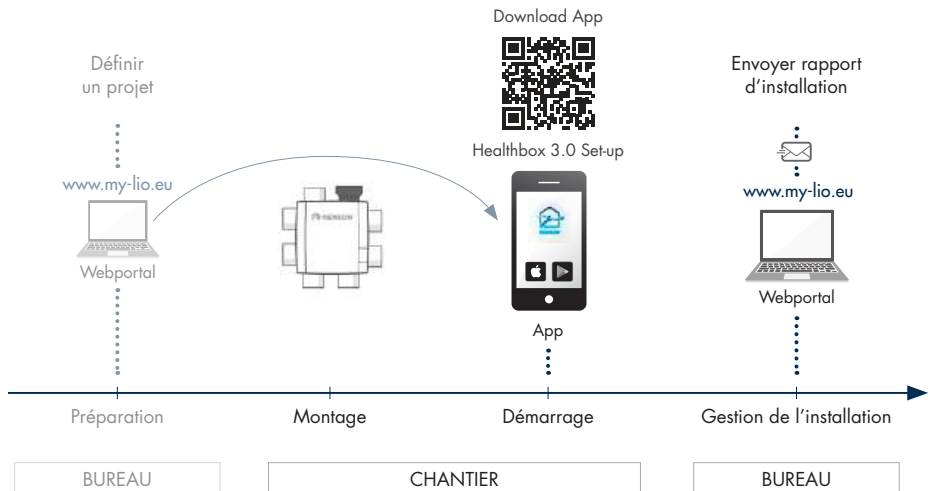 Download App
Définir
un projet
Envoyer rapport
d'installation
Healthbox 3.0 Set-up
www.my-lio.eu
www.my-lio.eu
RENSON
Webportal
Webportal
App
Préparation
Montage
Démarrage
Gestion de l'installation
BUREAU
CHANTIER
BUREAU